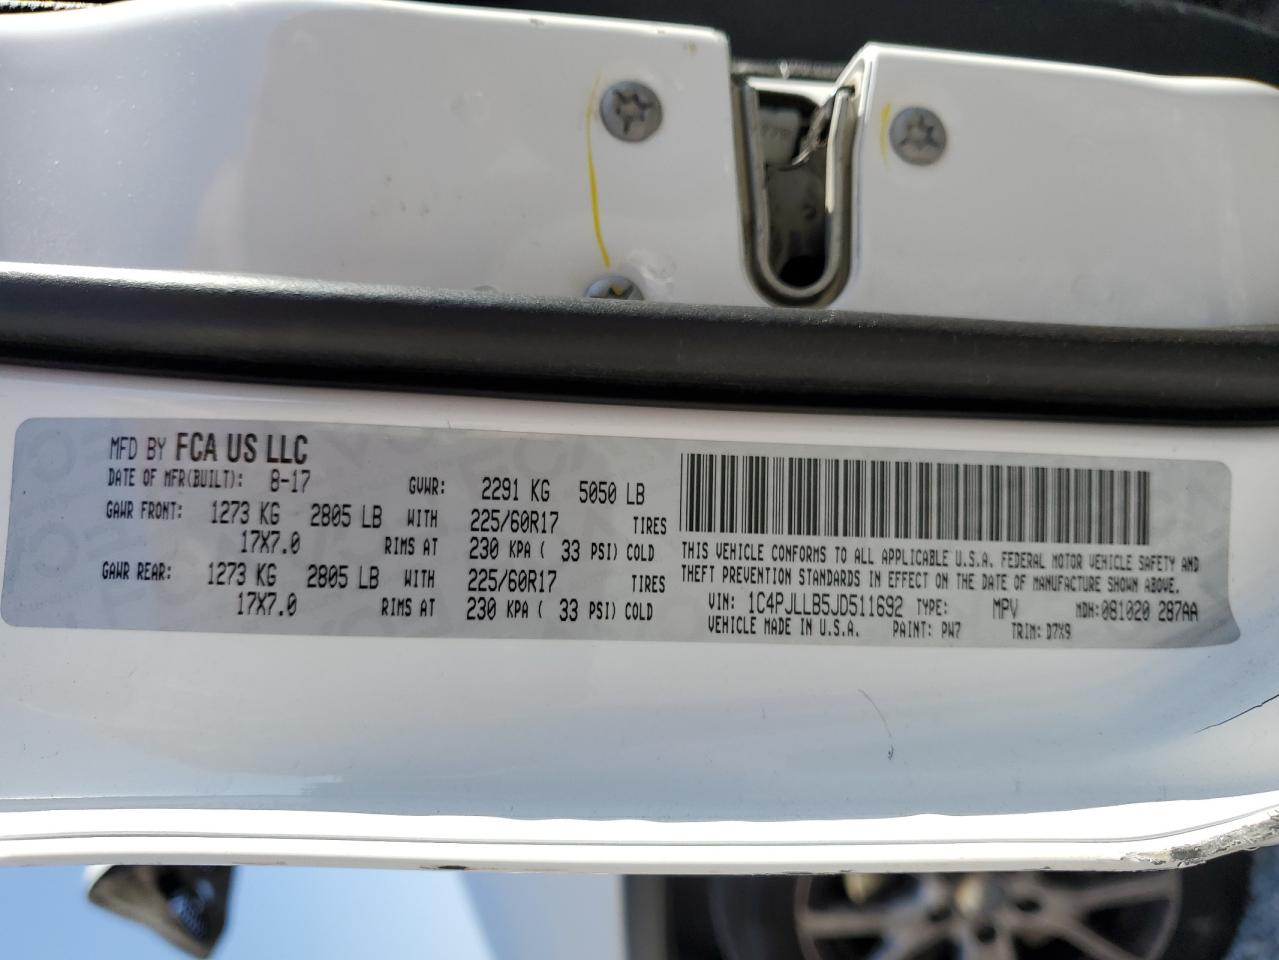 MFD BY FCA US LLC
DATE OF MFR(BUILT): 8-17 GVWR: 2291 KG 5050 LB
GAWR FRONT: 1273 KG 2805 LB WITH 225/60R17 TIRES
17X7.0 RIMS AT 230 KPA ( 33 PSI) COLD
GAWR REAR: 1273 KG 2805 LB WITH 225/60R17 TIRES
17X7.0 RIMS AT 230 KPA ( 33 PSI) COLD
THIS VEHICLE CONFORMS TO ALL APPLICABLE U.S.A. FEDERAL MOTOR VEHICLE SAFETY AND
THEFT PREVENTION STANDARDS IN EFFECT ON THE DATE OF MANUFACTURE SHOWN ABOVE.
VIN: 1C4PJLLB5JD511692 TYPE: MPV MDH: 081020 287AA
VEHICLE MADE IN U.S.A. PAINT: PW7 TRIM: D7X9